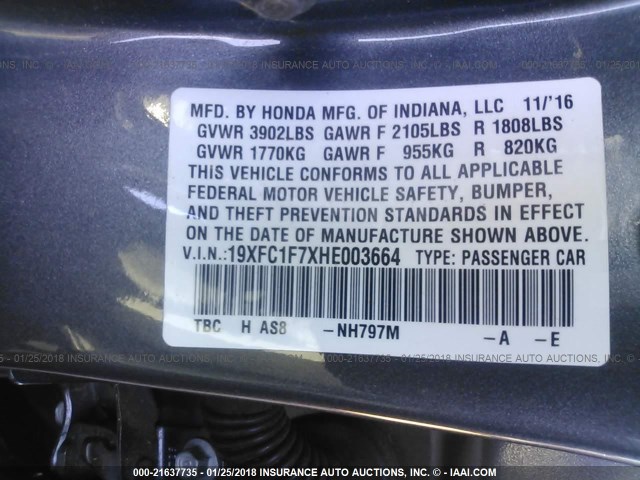 MFD. BY HONDA MFG. OF INDIANA, LLC 11/'16
GVWR 3902LBS GAWR F 2105LBS R 1808LBS
GVWR 1770KG GAWR F 955KG R 820KG
THIS VEHICLE CONFORMS TO ALL APPLICABLE
FEDERAL MOTOR VEHICLE SAFETY, BUMPER,
AND THEFT PREVENTION STANDARDS IN EFFECT
ON THE DATE OF MANUFACTURE SHOWN ABOVE.
V.I.N.:19XFC1F7XHE003664 TYPE: PASSENGER CAR
TBC H AS8 -NH797M -A -E
000-21637735 - 01/25/2018 INSURANCE AUTO AUCTIONS, INC. - © - IAAI.COM